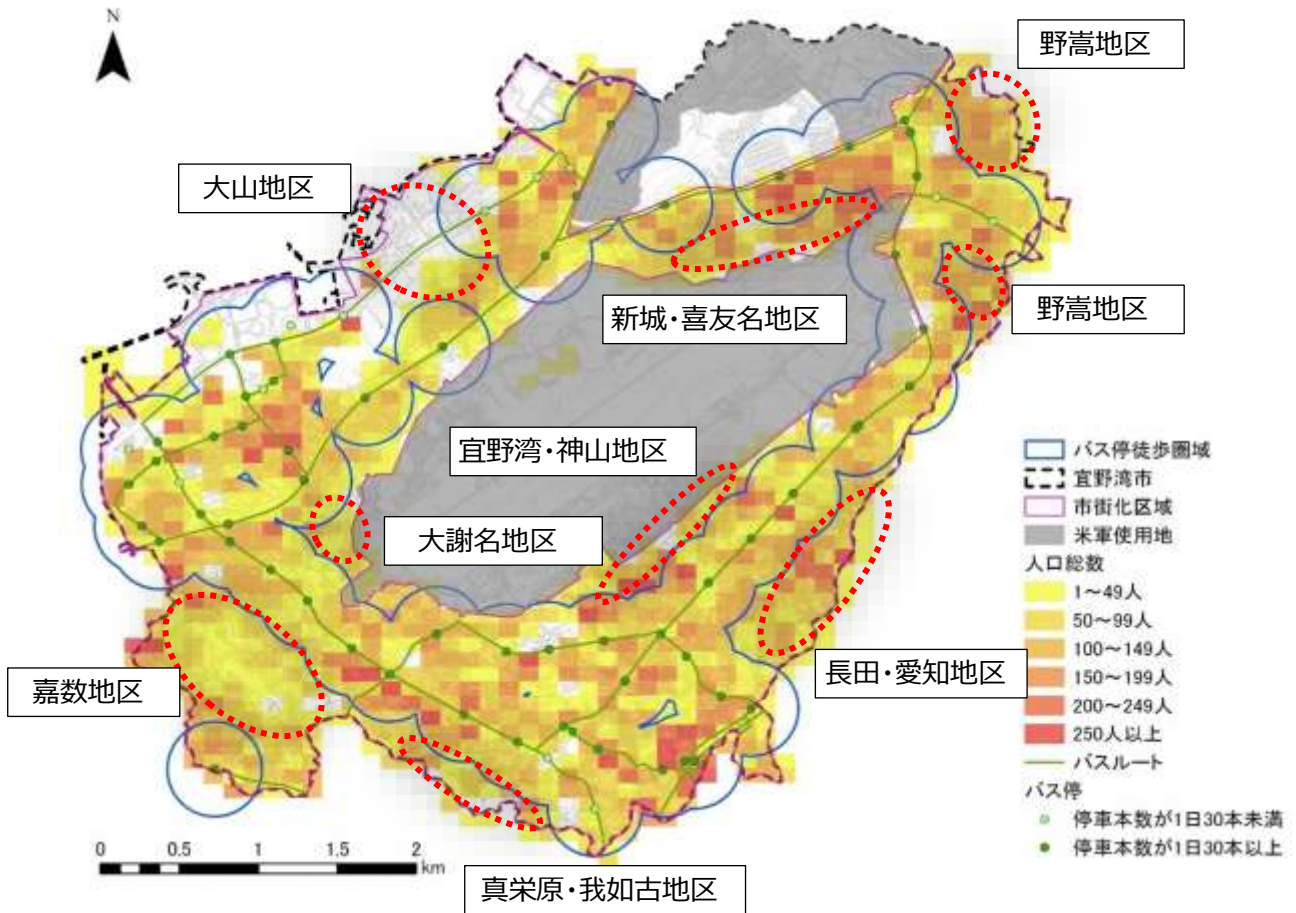 N
野嵩地区
大山地区
新城・喜友名地区
野嵩地区
宜野湾・神山地区
大謝名地区
長田・愛知地区
嘉数地区
真栄原・我如古地区
バス停徒歩圏域
宜野湾市
市街化区域
米軍使用地
人口総数
1～49人
50～99人
100～149人
150～199人
200～249人
250人以上
バスルート
バス停
停車本数が1日30本未満
停車本数が1日30本以上
0 0.5 1 1.5 2
km